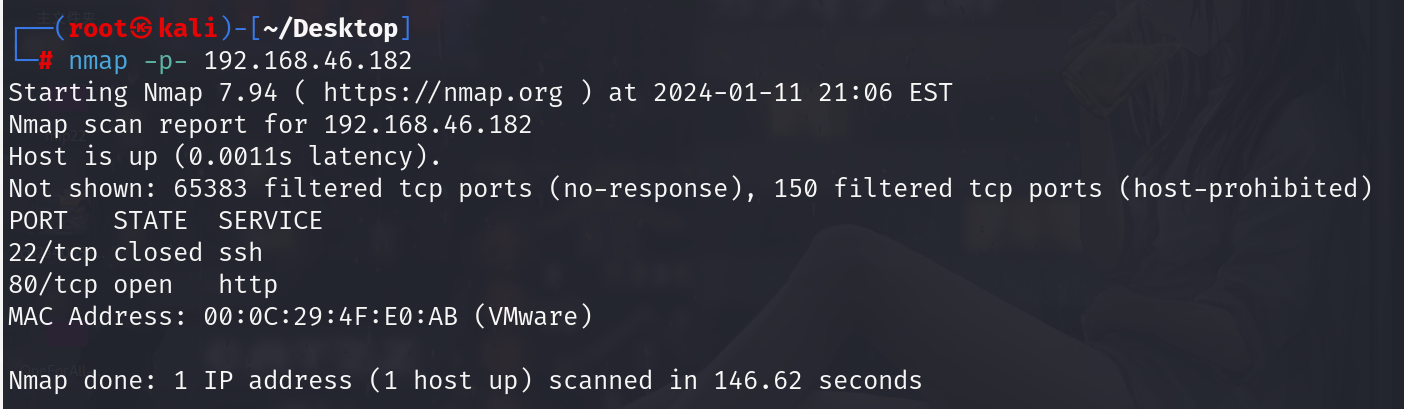 ┌──(root㉿kali)-[~/Desktop]
└─# nmap -p- 192.168.46.182
Starting Nmap 7.94 ( https://nmap.org ) at 2024-01-11 21:06 EST
Nmap scan report for 192.168.46.182
Host is up (0.0011s latency).
Not shown: 65383 filtered tcp ports (no-response), 150 filtered tcp ports (host-prohibited)
PORT   STATE  SERVICE
22/tcp closed ssh
80/tcp open   http
MAC Address: 00:0C:29:4F:E0:AB (VMware)
Nmap done: 1 IP address (1 host up) scanned in 146.62 seconds